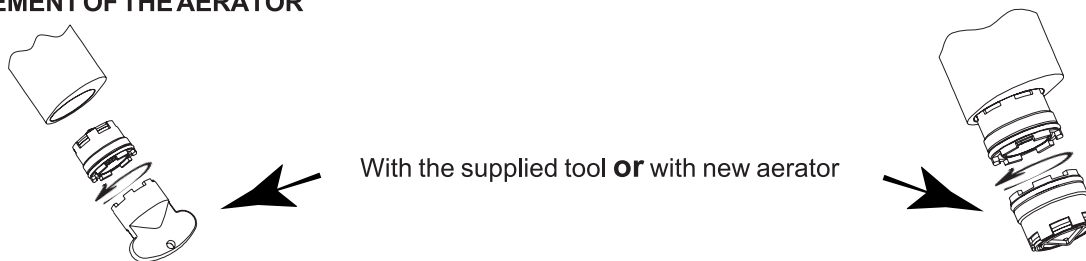 EMENT OF THE AERATOR
With the supplied tool or with new aerator